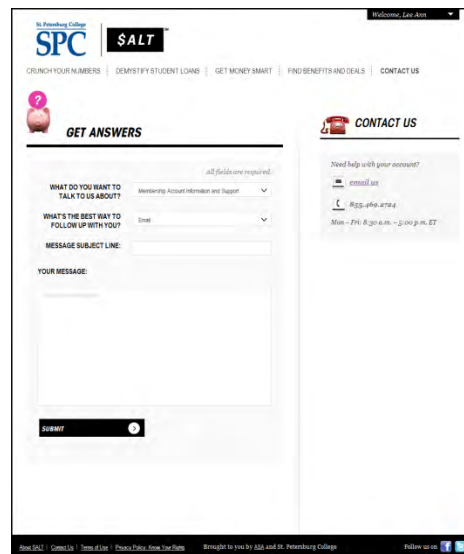 Welcome, Lee Ann
St. Petersburg College
SPC
$ALT™
CRUNCH YOUR NUMBERS | DEMYSTIFY STUDENT LOANS | GET MONEY SMART | FIND BENEFITS AND DEALS | CONTACT US
?
GET ANSWERS
All fields are required.
WHAT DO YOU WANT TO
TALK TO US ABOUT?
Membership Account Information and Support
WHAT'S THE BEST WAY TO
FOLLOW UP WITH YOU?
Email
MESSAGE SUBJECT LINE:
YOUR MESSAGE:
SUBMIT
CONTACT US
Need help with your account?
email us
855.469.2724
Mon – Fri: 8:30 a.m. – 5:00 p.m. ET
About SALT | Contact Us | Terms of Use | Privacy Policy: Know Your Rights
Brought to you by ASA and St. Petersburg College
Follow us on